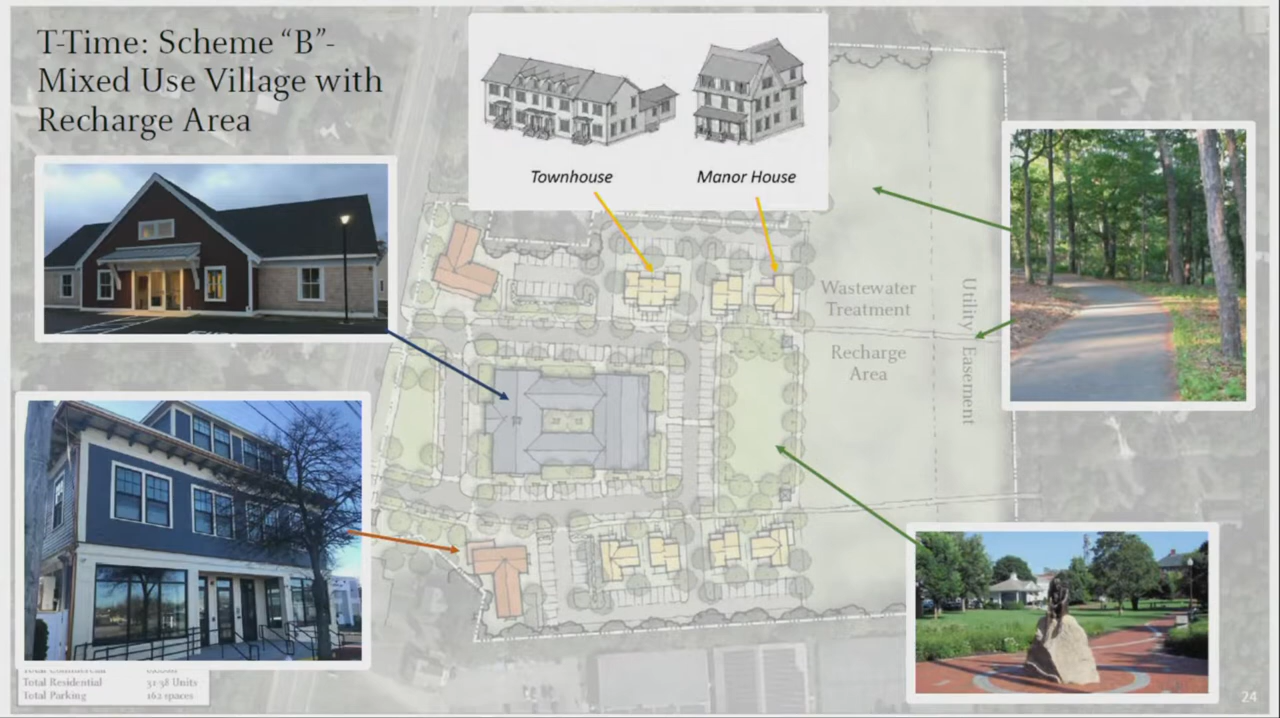 T-Time: Scheme “B”-
Mixed Use Village with
Recharge Area
Townhouse
Manor House
Wastewater
Treatment
Recharge
Area
Utility Easement
Total Residential 31-38 Units
Total Parking 162 spaces
24